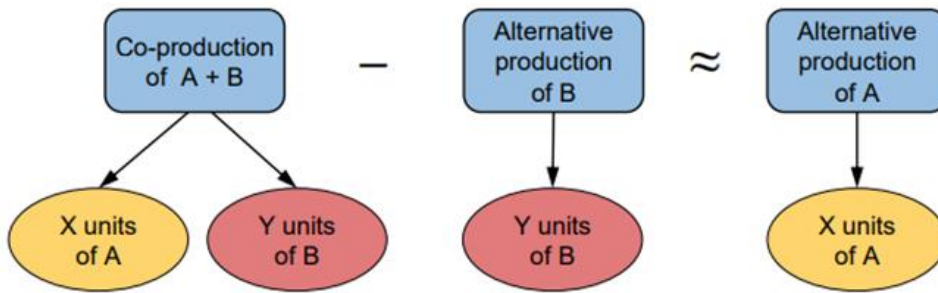 Co-production
of A + B
–
Alternative
production
of B
≈
Alternative
production
of A
X units
of A
Y units
of B
Y units
of B
X units
of A